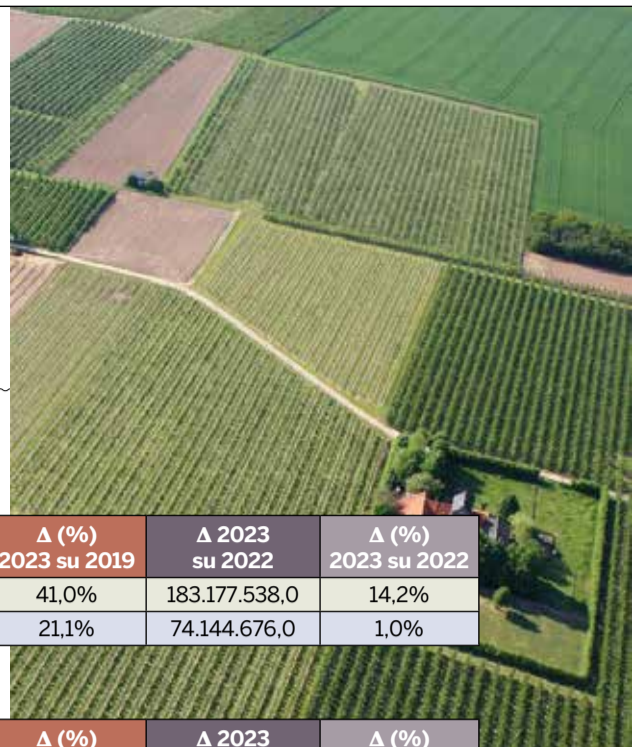 Δ (%) Δ 2023 Δ (%)
2023 su 2019 su 2022 2023 su 2022
41,0% 183.177.538,0 14,2%
21,1% 74.144.676,0 1,0%
Δ (%) Δ 2023 Δ (%)